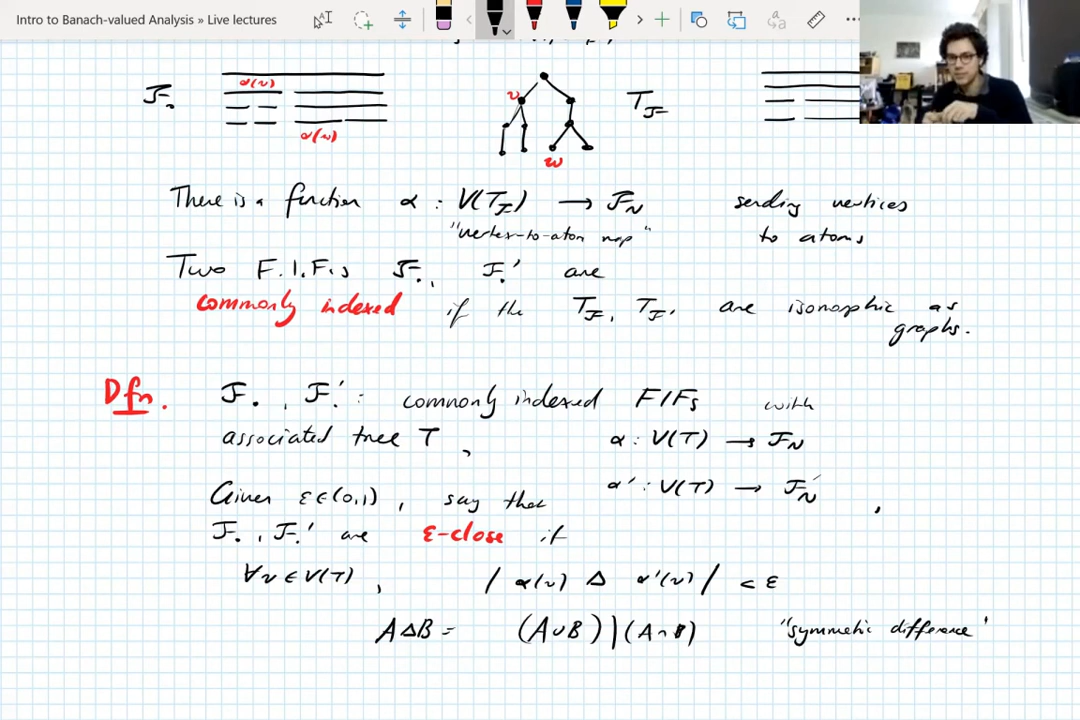 Intro to Banach-valued Analysis » Live lectures
F.
α(v)
α(w)
v
w
T_F
There is a function α : V(T_F) → F_N sending vertices
"vertex-to-atom map" to atoms
Two F.I.F.s F., F.' are
commonly indexed if the T_F, T_F' are isomorphic as
graphs.
Dfn. F., F.' : commonly indexed FIFs with
associated tree T, α : V(T) → F_N
α' : V(T) → F_N' ,
Given ε∈(0,1), say that
F., F.' are ε-close if
∀v ∈ V(T), | α(v) Δ α'(v) | < ε
AΔB = (A∪B)\(A∩B) "symmetic difference"